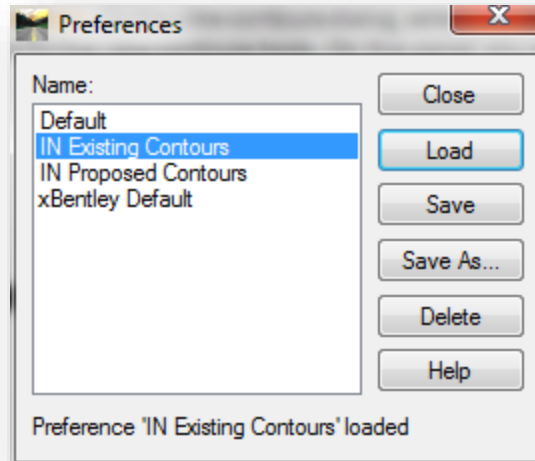 Preferences
Name:
Default
IN Existing Contours
IN Proposed Contours
xBentley Default
Close
Load
Save
Save As...
Delete
Help
Preference 'IN Existing Contours' loaded